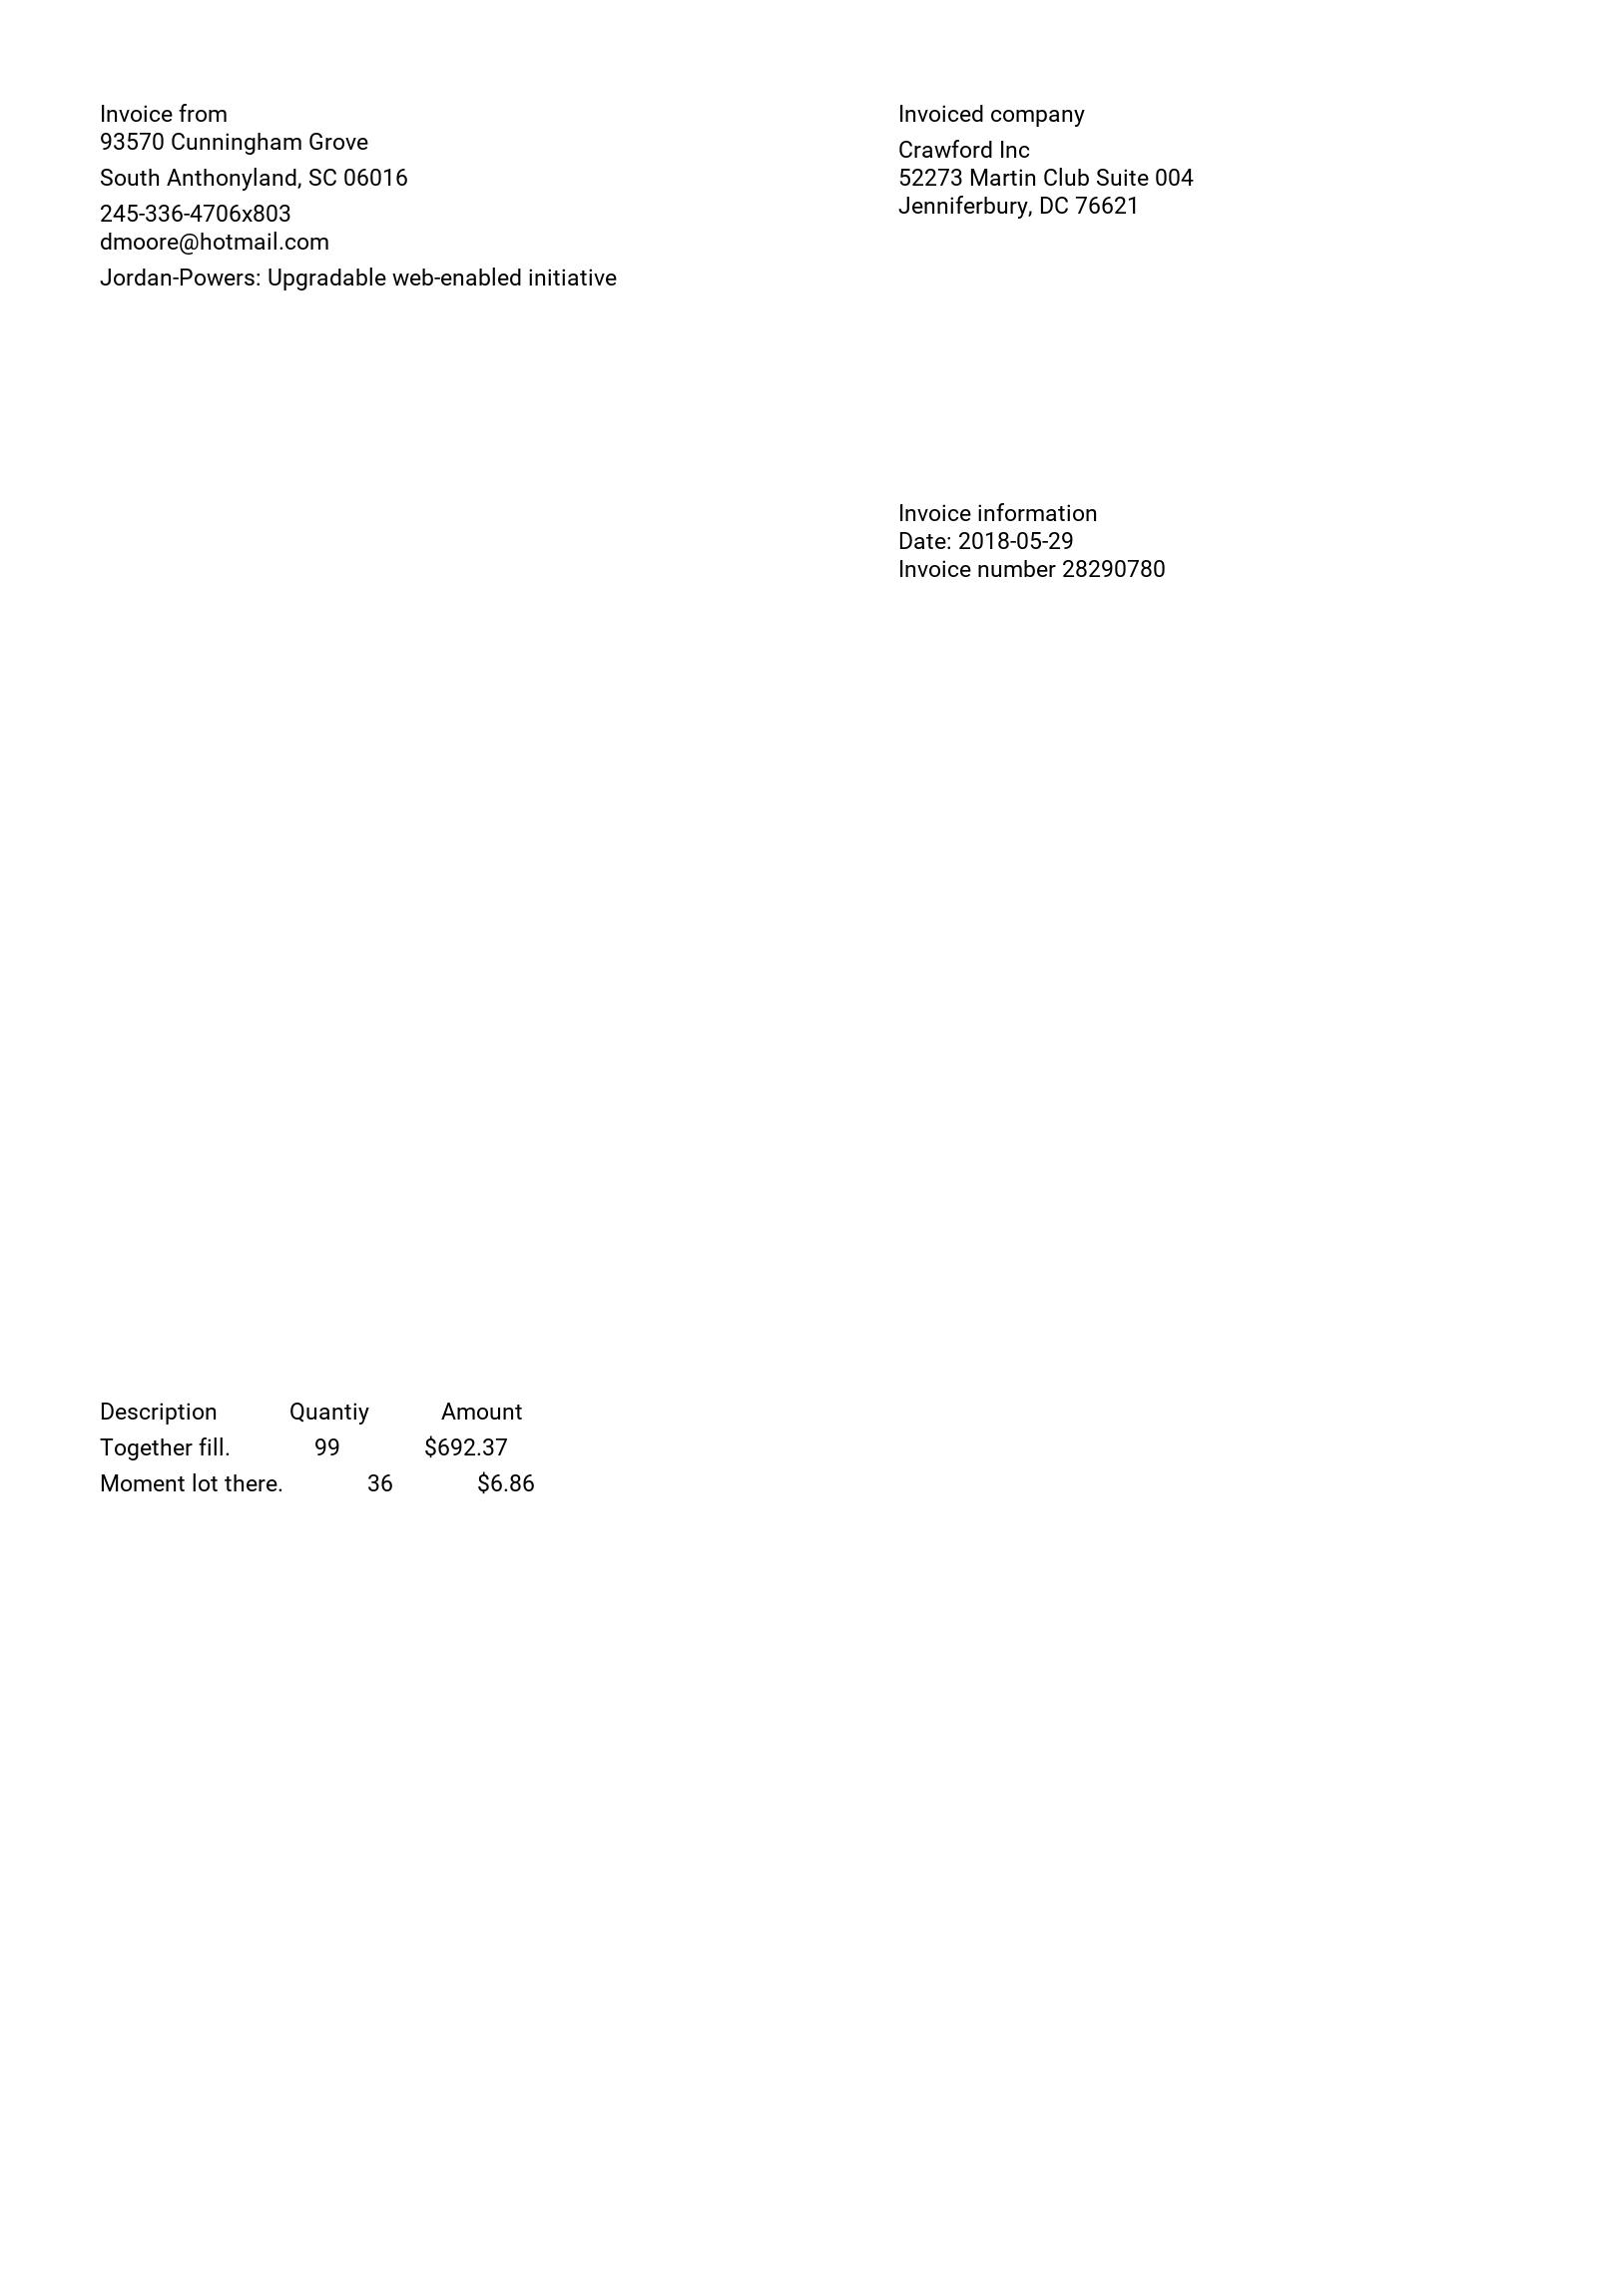 Invoice from
93570 Cunningham Grove
South Anthonyland, SC 06016
245-336-4706x803
dmoore@hotmail.com
Jordan-Powers: Upgradable web-enabled initiative
Invoiced company
Crawford Inc
52273 Martin Club Suite 004
Jenniferbury, DC 76621
Invoice information
Date: 2018-05-29
Invoice number 28290780
Description Quantiy Amount
Together fill. 99 $692.37
Moment lot there. 36 $6.86